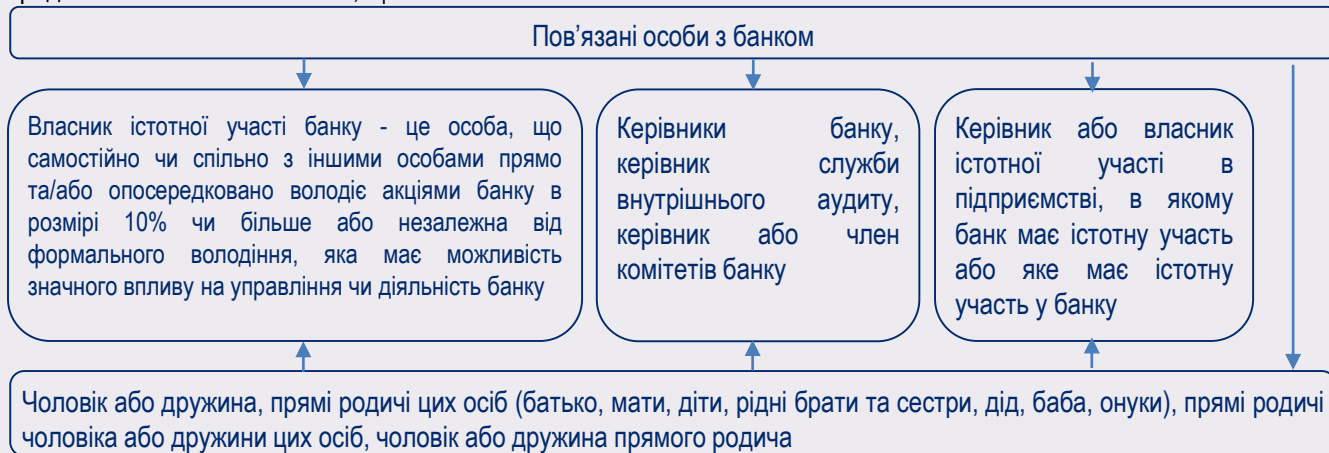 Пов’язані особи з банком
Власник істотної участі банку - це особа, що
самостійно чи спільно з іншими особами прямо
та/або опосередковано володіє акціями банку в
розмірі 10% чи більше або незалежна від
формального володіння, яка має можливість
значного впливу на управління чи діяльність банку
Керівники банку,
керівник служби
внутрішнього аудиту,
керівник або член
комітетів банку
Керівник або власник
істотної участі в
підприємстві, в якому
банк має істотну участь
або яке має істотну
участь у банку
Чоловік або дружина, прямі родичі цих осіб (батько, мати, діти, рідні брати та сестри, дід, баба, онуки), прямі родичі
чоловіка або дружини цих осіб, чоловік або дружина прямого родича